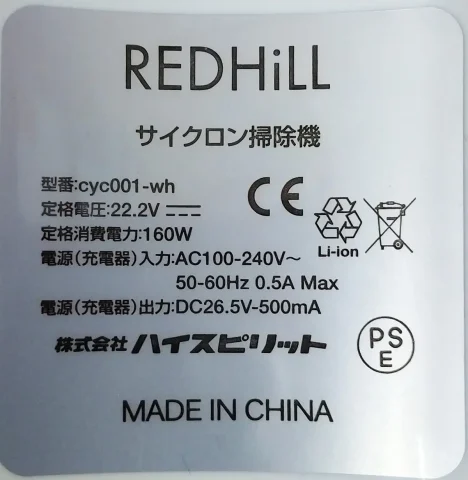 REDHiLL
サイクロン掃除機
型番:cyc001-wh
定格電圧:22.2V
定格消費電力:160W
電源（充電器）入力:AC100-240V～
50-60Hz 0.5A Max
電源（充電器）出力:DC26.5V-500mA
CE
Li-ion
株式会社ハイスピリット
PS
E
MADE IN CHINA